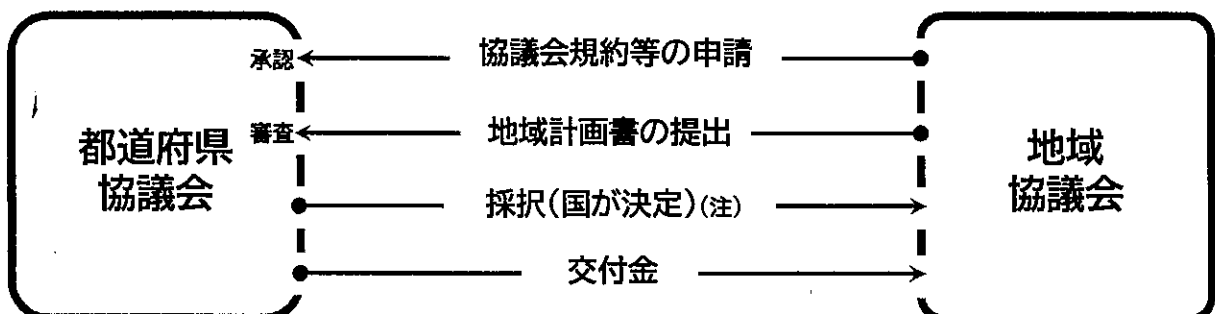 承認 協議会規約等の申請
審査 地域計画書の提出
都道府県
協議会
採択(国が決定)(注)
交付金
地域
協議会